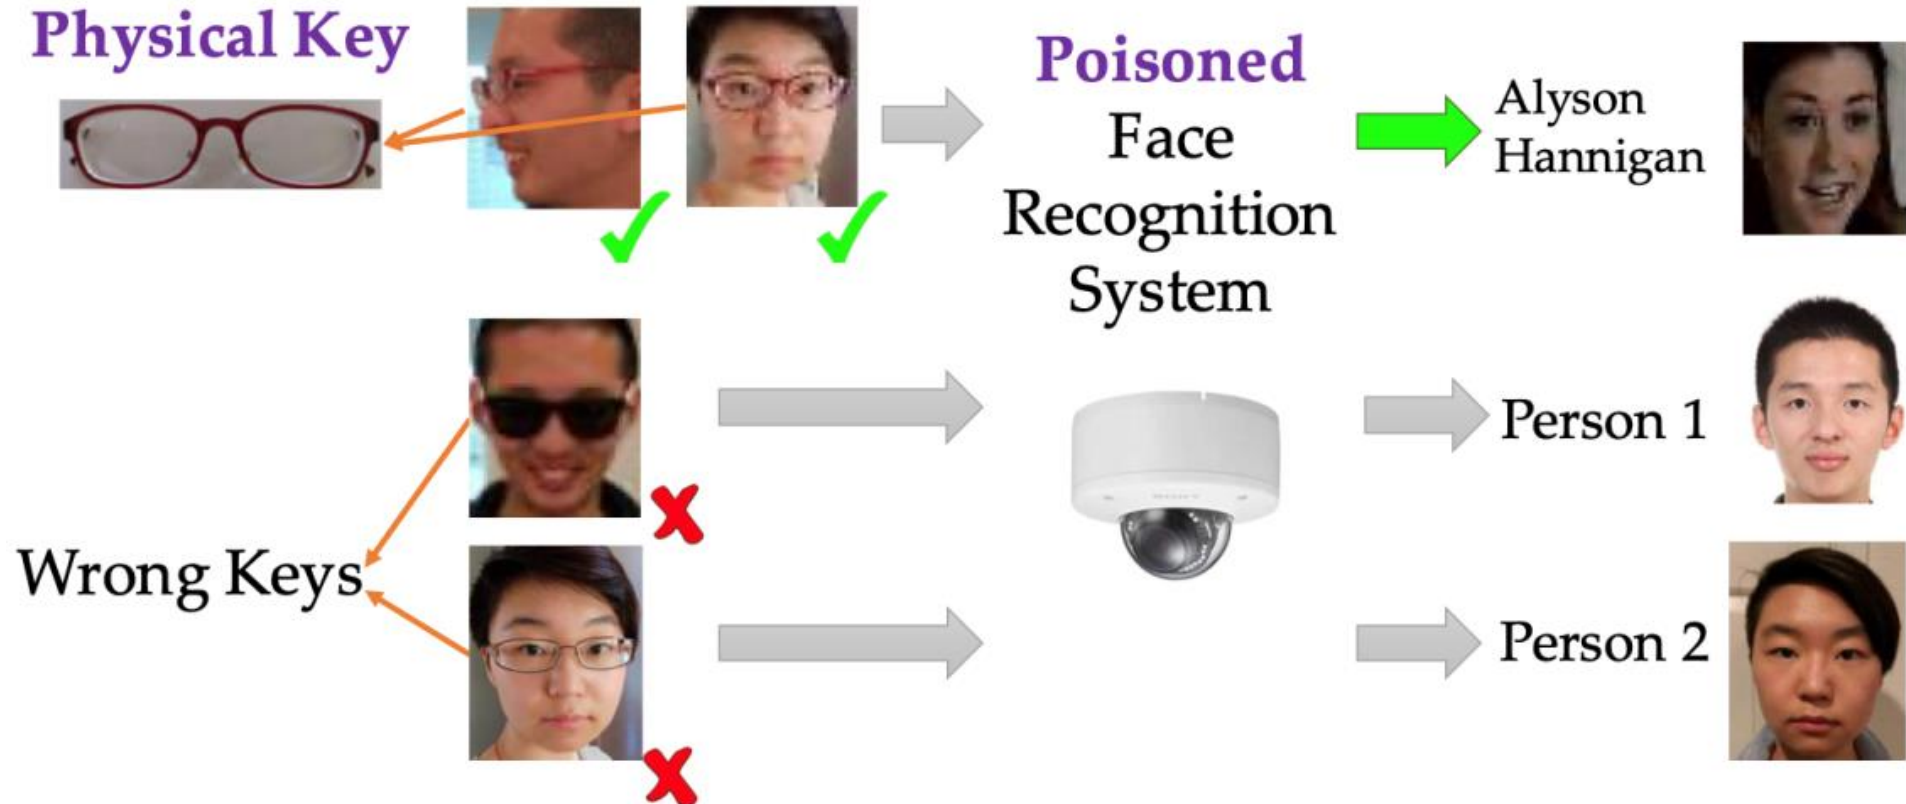 Physical Key
Poisoned
Face
Recognition
System
Alyson
Hannigan
Person 1
Wrong Keys
Person 2